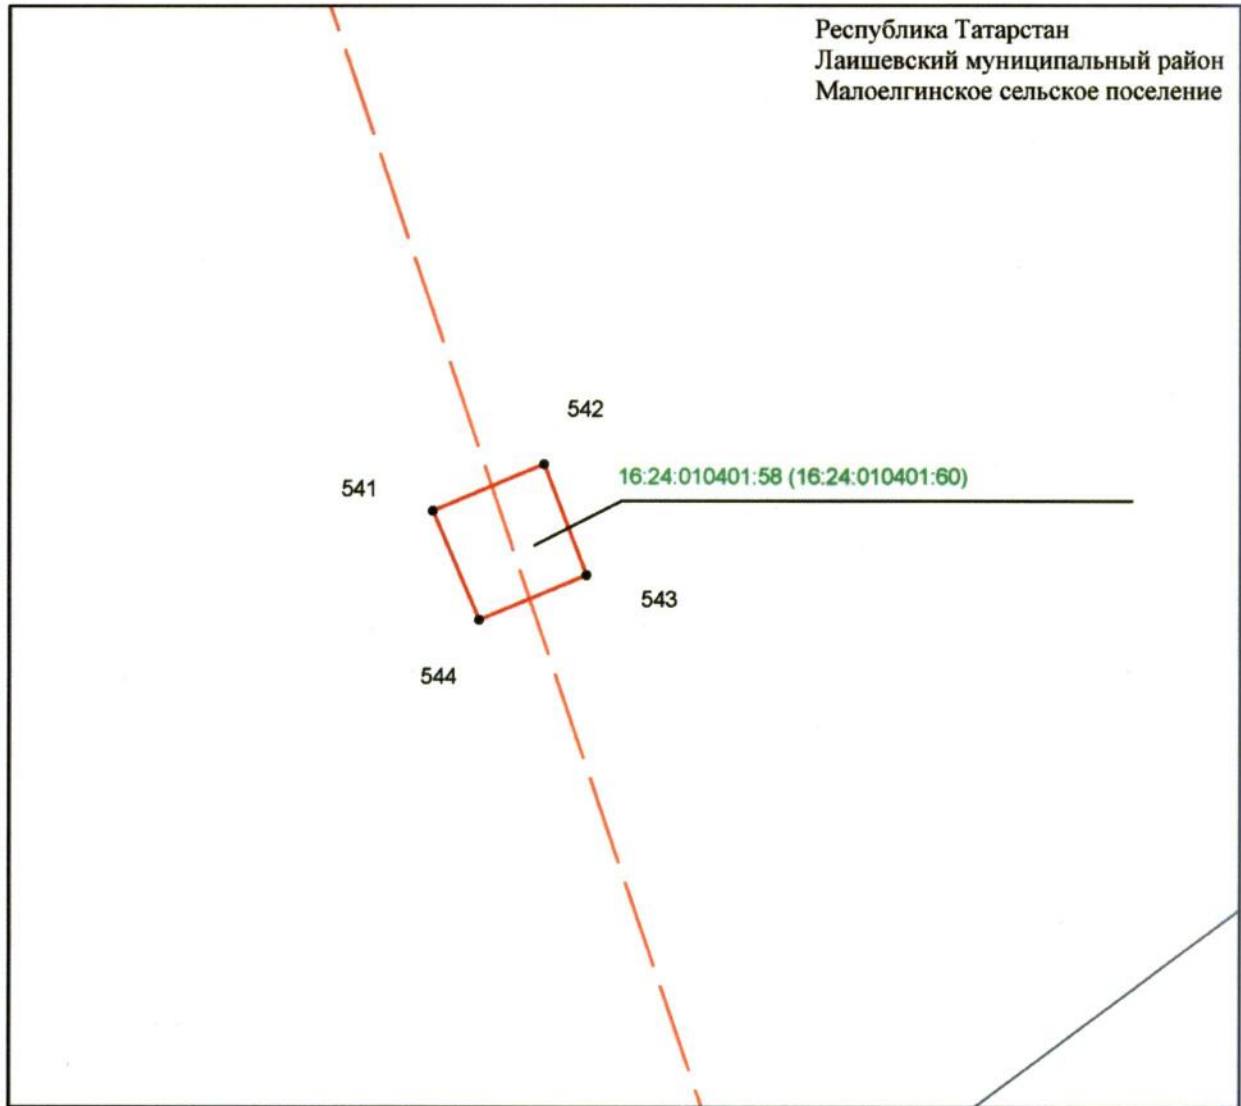 Республика Татарстан
Лаишевский муниципальный район
Малоелгинское сельское поселение
542
16:24:010401:58 (16:24:010401:60)
541
543
544